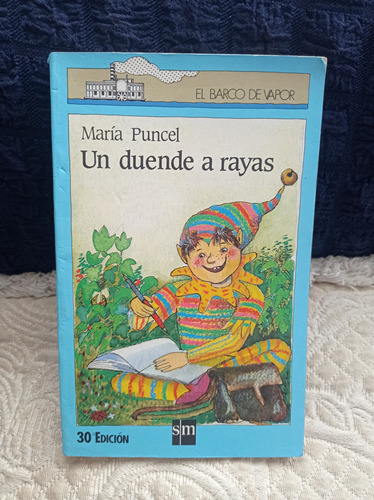 EL BARCO DE VAPOR
María Puncel
Un duende a rayas
30 EDICIÓN
sm